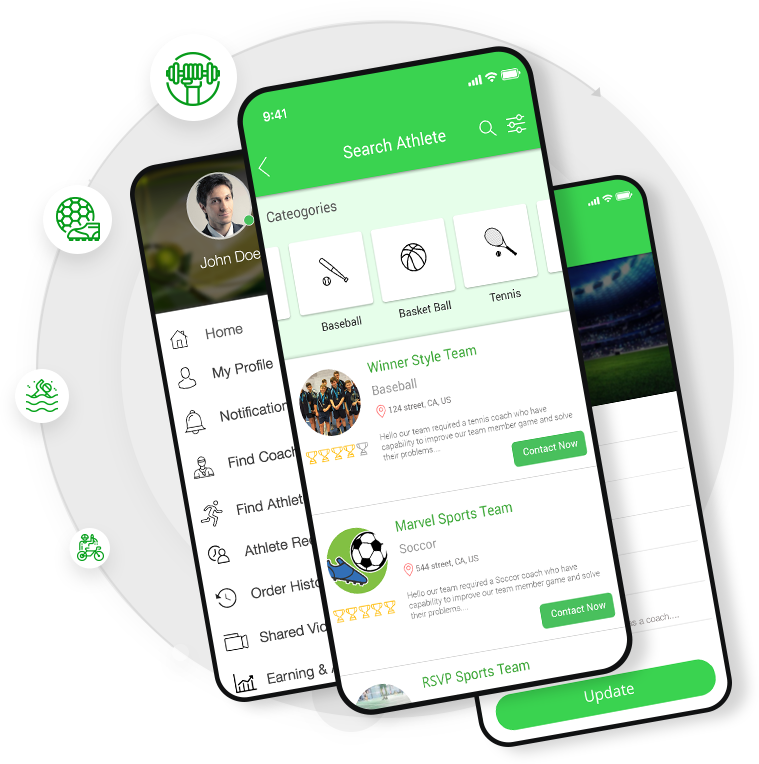 9:41
Search Athlete
Cateogories
Baseball
Basket Ball
Tennis
Winner Style Team
Baseball
124 street, CA, US
Hello our team required a tennis coach who have
capability to improve our team member game and solve
their problems...
Contact Now
Marvel Sports Team
Soccor
544 street, CA, US
Hello our team required a Soccor coach who have
capability to improve our team member game and solve
their problems...
Contact Now
RSVP Sports Team
John Doe
Home
My Profile
Notification
Find Coach
Find Athlet
Athlete Re
Order Histo
Shared Vid
Earning &
a coach....
Update